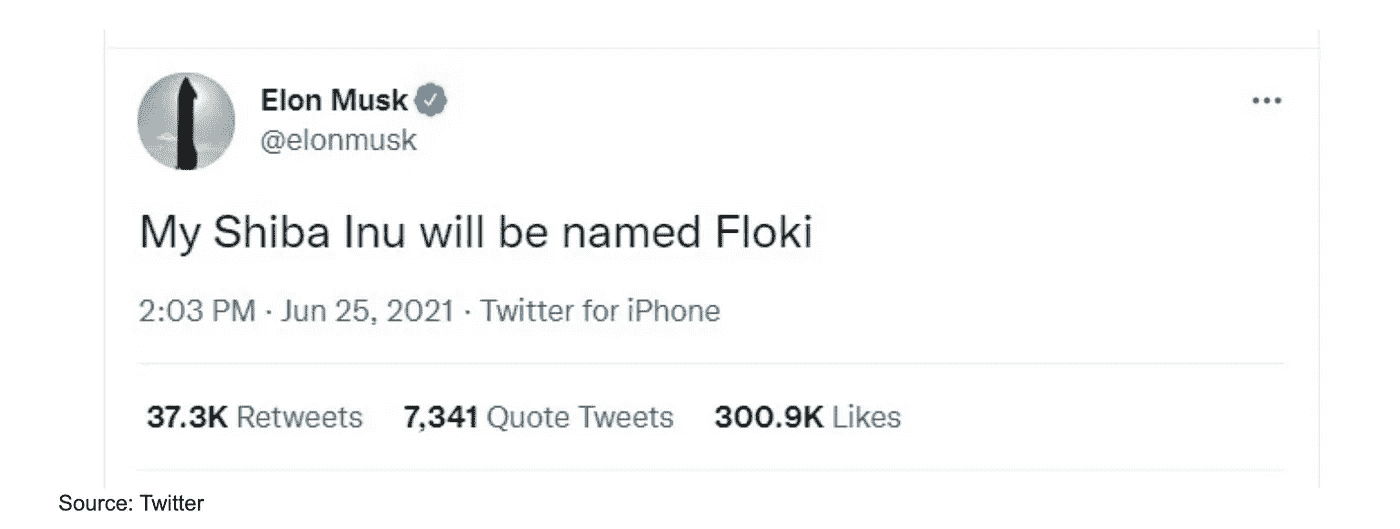 Elon Musk
@elonmusk
My Shiba Inu will be named Floki
2:03 PM · Jun 25, 2021 · Twitter for iPhone
37.3K Retweets 7,341 Quote Tweets 300.9K Likes
Source: Twitter